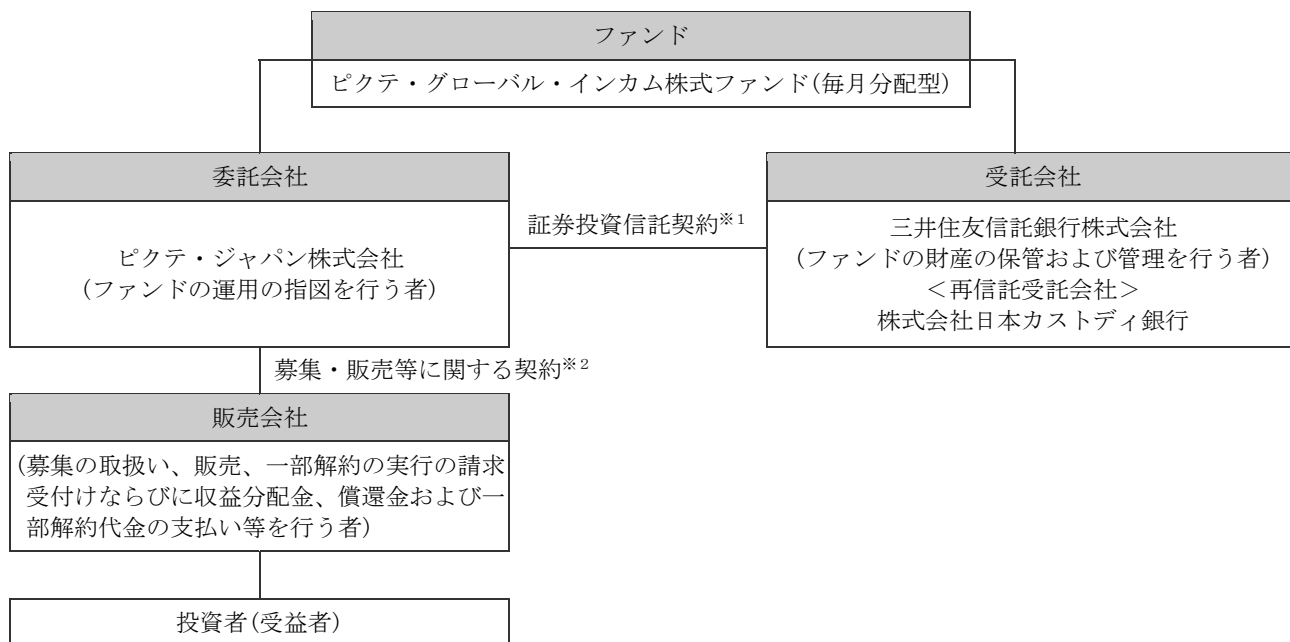 ファンド
ピクテ・グローバル・インカム株式ファンド(毎月分配型)
委託会社
ピクテ・ジャパン株式会社
(ファンドの運用の指図を行う者)
証券投資信託契約※1
受託会社
三井住友信託銀行株式会社
(ファンドの財産の保管および管理を行う者)
<再信託受託会社>
株式会社日本カストディ銀行
募集・販売等に関する契約※2
販売会社
(募集の取扱い、販売、一部解約の実行の請求
受付けならびに収益分配金、償還金および一
部解約代金の支払い等を行う者)
投資者(受益者)